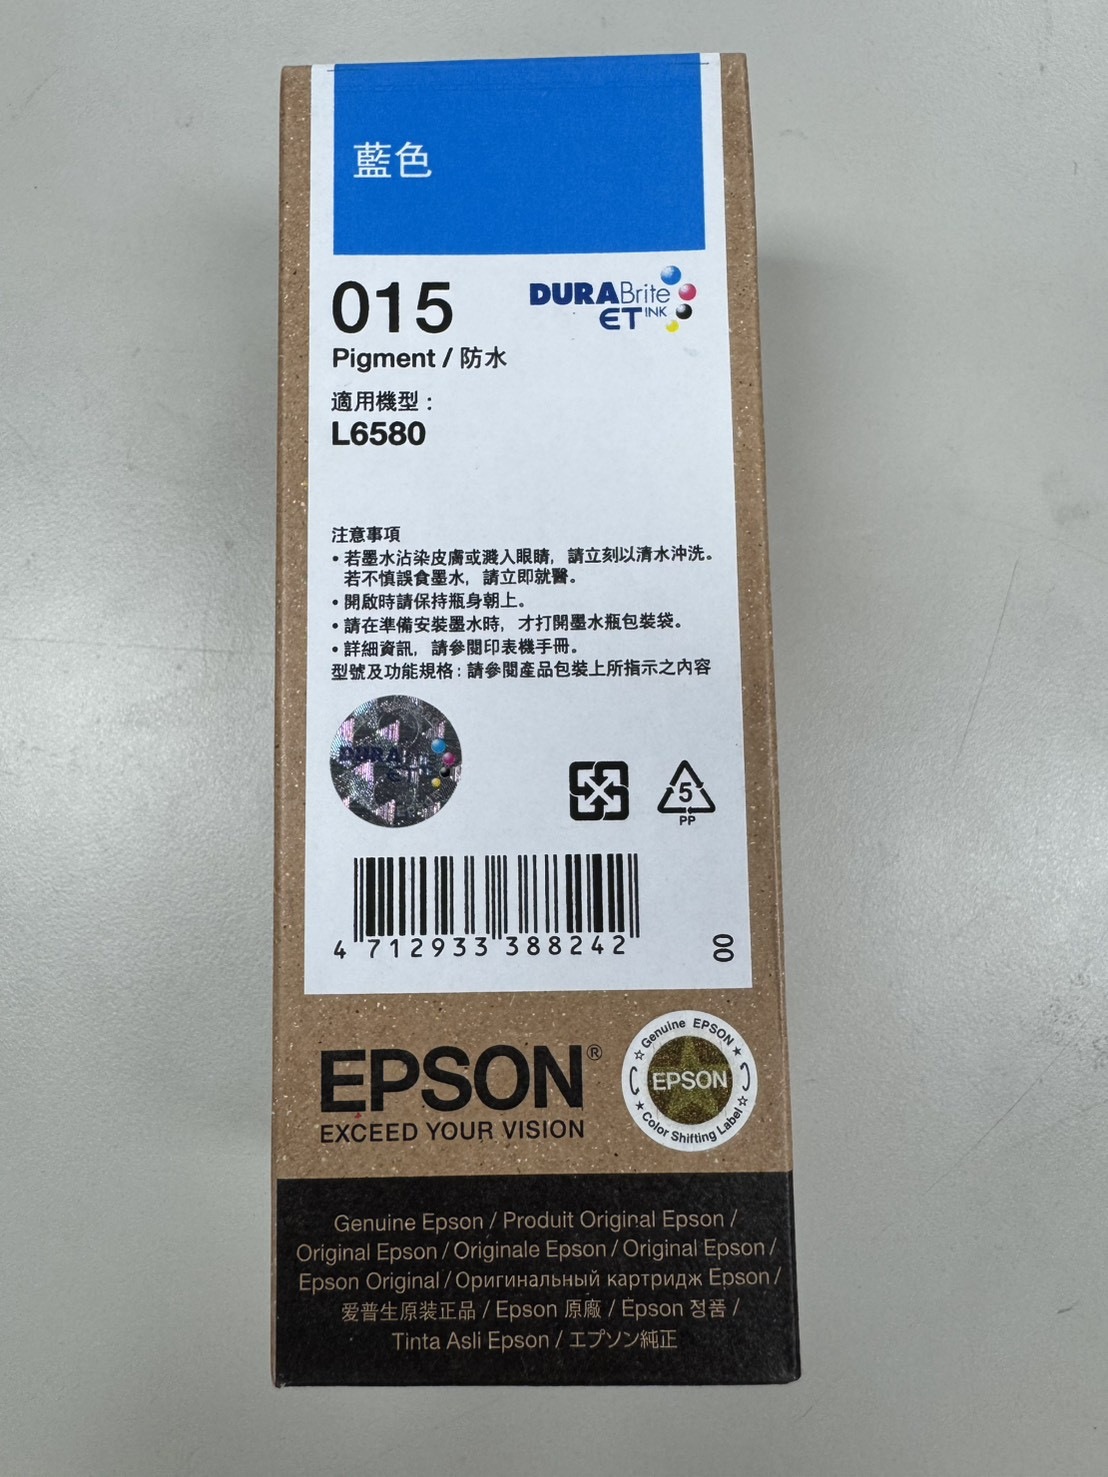 藍色
015
DURABrite
ET INK
Pigment / 防水
適用機型：
L6580
注意事項
• 若墨水沾染皮膚或濺入眼睛，請立刻以清水沖洗。
若不慎誤食墨水，請立即就醫。
• 開啟時請保持瓶身朝上。
• 請在準備安裝墨水時，才打開墨水瓶包裝袋。
• 詳細資訊，請參閱印表機手冊。
型號及功能規格：請參閱產品包裝上所指示之內容
DURA
ET
EPSON
5
PP
4 712933 388242
00
EPSON®
EXCEED YOUR VISION
☆ Genuine EPSON ★
EPSON
★ Color Shifting Label ☆
Genuine Epson / Produit Original Epson /
Original Epson / Originale Epson / Original Epson /
Epson Original / Оригинальный картридж Epson /
爱普生原装正品 / Epson 原廠 / Epson 정품 /
Tinta Asli Epson / エプソン純正